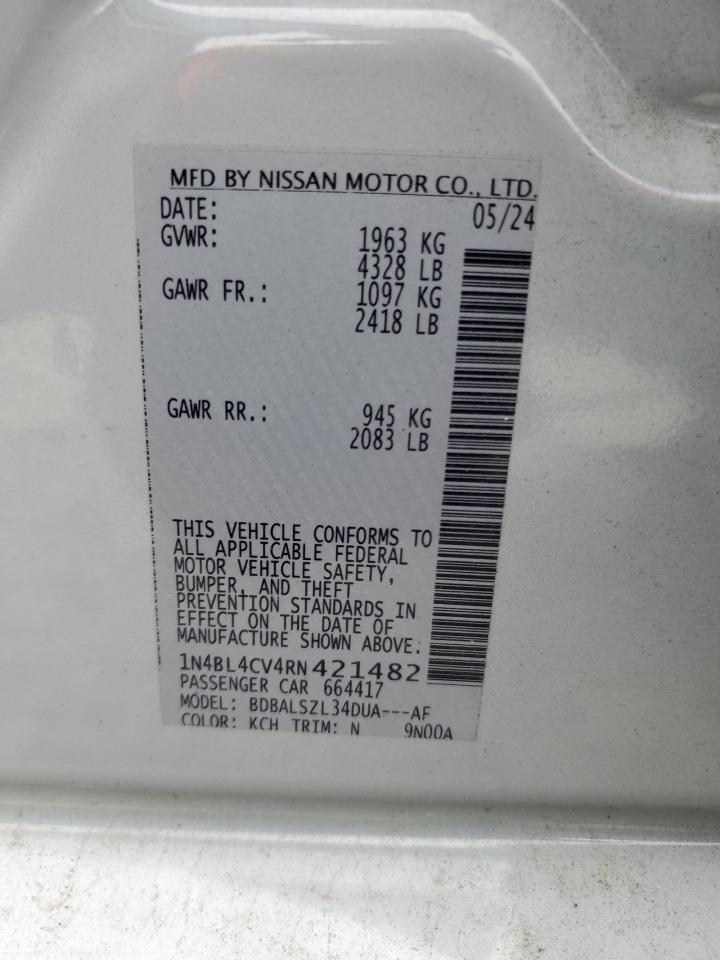 MFD BY NISSAN MOTOR CO., LTD.
DATE: 05/24
GVWR: 1963 KG
4328 LB
GAWR FR.: 1097 KG
2418 LB
GAWR RR.: 945 KG
2083 LB
THIS VEHICLE CONFORMS TO
ALL APPLICABLE FEDERAL
MOTOR VEHICLE SAFETY,
BUMPER, AND THEFT
PREVENTION STANDARDS IN
EFFECT ON THE DATE OF
MANUFACTURE SHOWN ABOVE.
1N4BL4CV4RN421482
PASSENGER CAR 664417
MODEL: BDBALSZL34DUA---AF
COLOR: KCH TRIM: N 9N00A